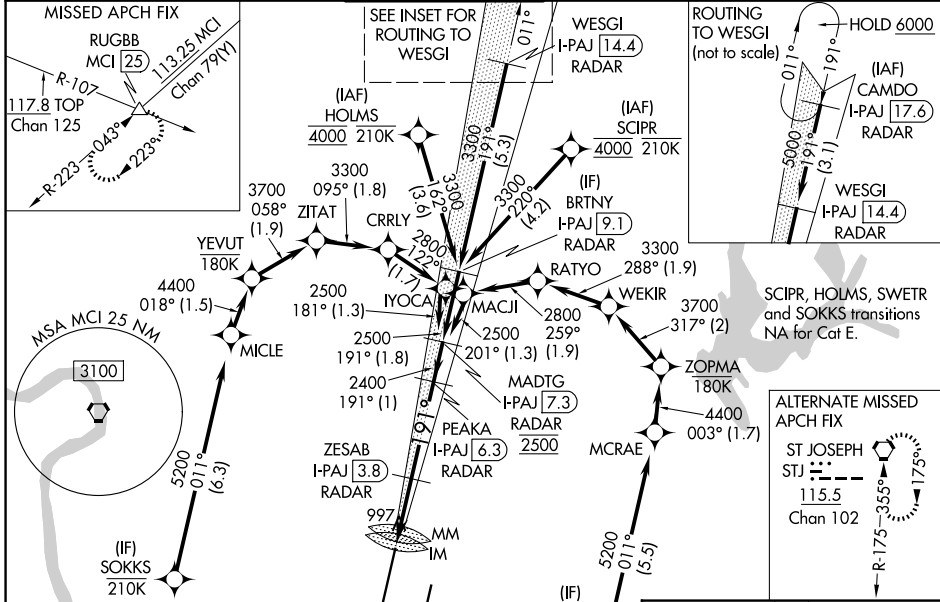 MISSED APCH FIX
RUGBB
MCI 25
113.25 MCI
Chan 79(Y)
R-107
117.8 TOP
Chan 125
R-223
043°
223°
SEE INSET FOR
ROUTING TO
WESGI
011°
WESGI
I-PAJ 14.4
RADAR
ROUTING
TO WESGI
(not to scale)
HOLD 6000
011°
191°
(IAF)
CAMDO
I-PAJ 17.6
RADAR
5000
191°
(3.1)
WESGI
I-PAJ 14.4
RADAR
(IAF)
HOLMS
4000 210K
3300
191°
(5.3)
(IAF)
SCIPR
4000 210K
3300
162°
(3.6)
3300
220°
(4.2)
(IF)
BRTNY
I-PAJ 9.1
RADAR
3300
095° (1.8)
3700
058°
(1.9)
ZITAT
CRRLY
2800
122°
(1.7)
YEVUT
180K
4400
018° (1.5)
MICLE
IYOCA
MACJI
2500
181° (1.3)
2500
191° (1.8)
2400
191° (1)
2500
201° (1.3)
2800
259°
(1.9)
RATYO
3300
288° (1.9)
WEKIR
3700
317° (2)
ZOPMA
180K
4400
003° (1.7)
MCRAE
SCIPR, HOLMS, SWETR
and SOKKS transitions
NA for Cat E.
MSA MCI 25 NM
3100
MADTG
I-PAJ 7.3
RADAR
2500
PEAKA
I-PAJ 6.3
RADAR
191°
ZESAB
I-PAJ 3.8
RADAR
997
MM
IM
5200
011°
(6.3)
(IF)
SOKKS
210K
5200
011°
(5.5)
(IF)
ALTERNATE MISSED
APCH FIX
ST JOSEPH
STJ
115.5
Chan 102
175°
R-175
355°